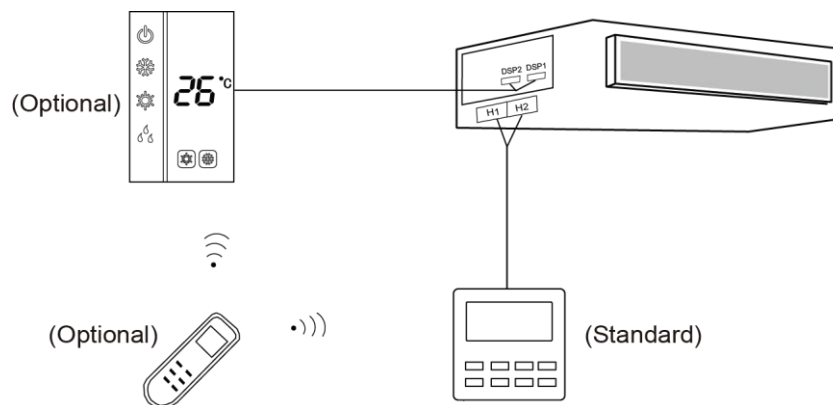 (Optional)
26°C
DSP2 DSP1
H1 H2
(Optional)
(Standard)